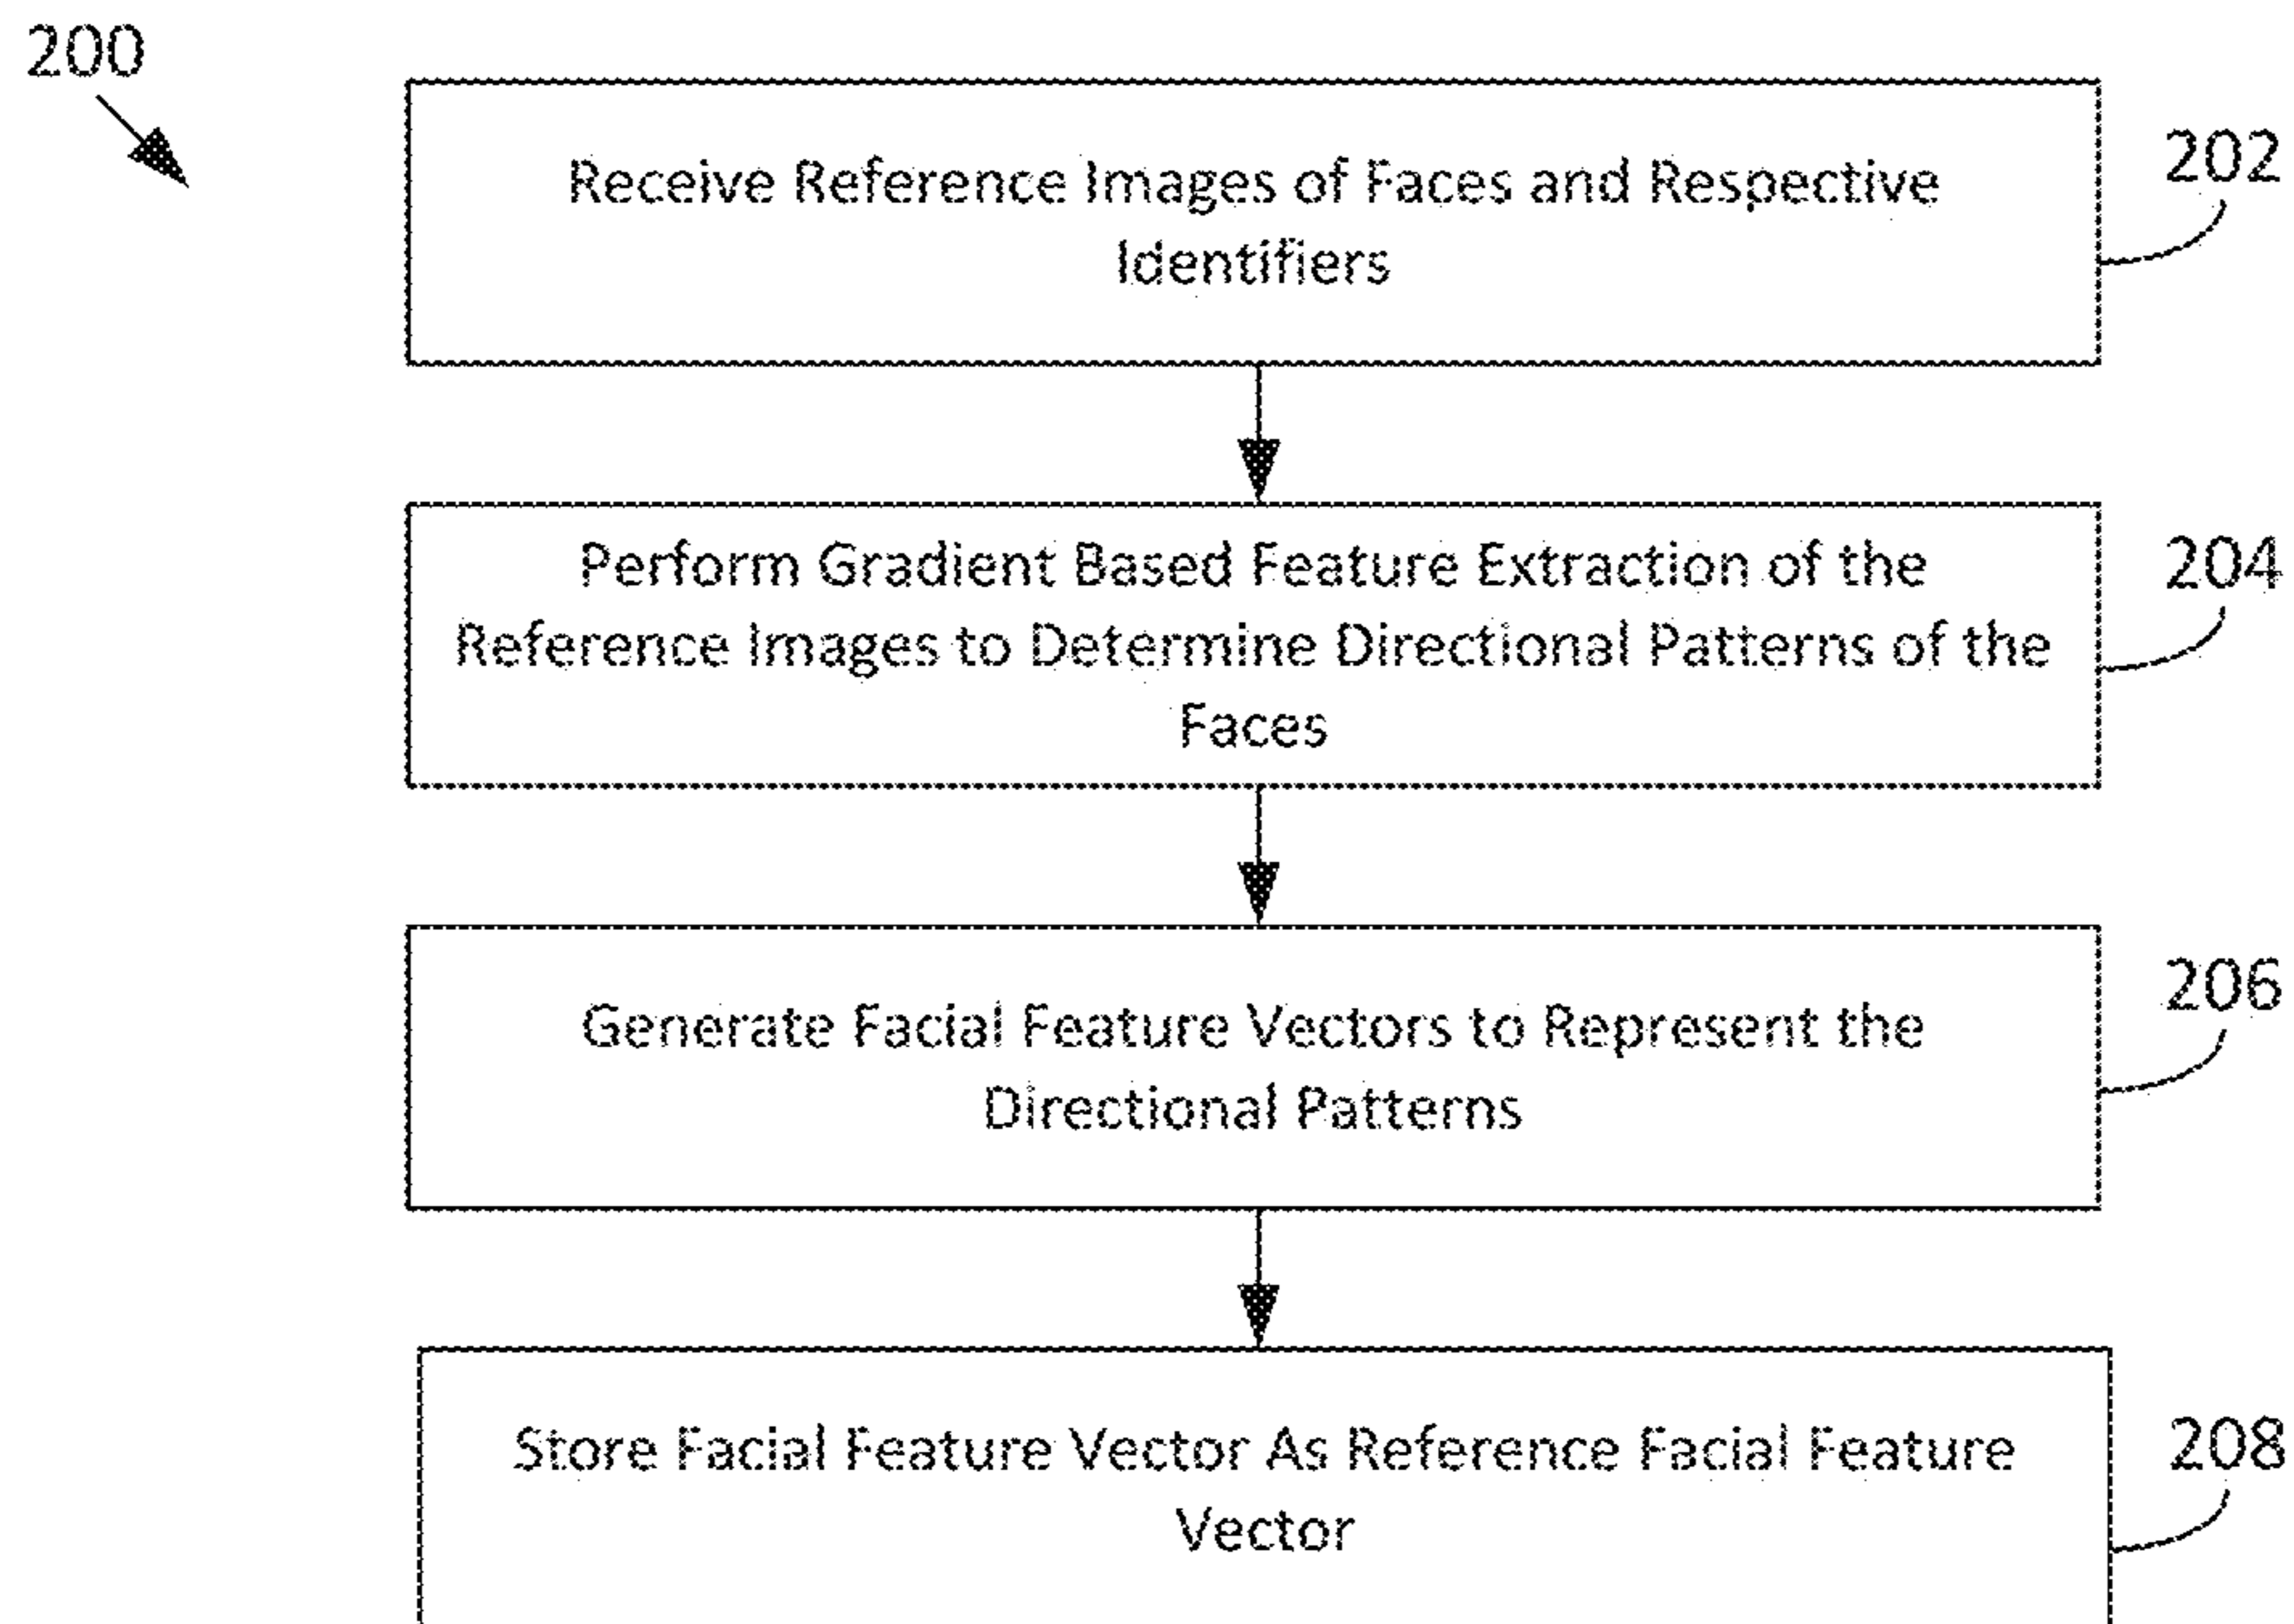 200
Receive Reference Images of Faces and Respective
Identifiers
202
Perform Gradient Based Feature Extraction of the
Reference Images to Determine Directional Patterns of the
Faces
204
Generate Facial Feature Vectors to Represent the
Directional Patterns
206
Store Facial Feature Vector As Reference Facial Feature
Vector
208